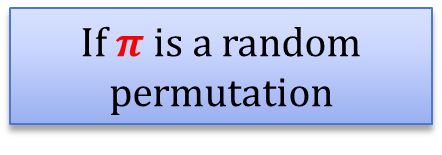 If π is a random
permutation